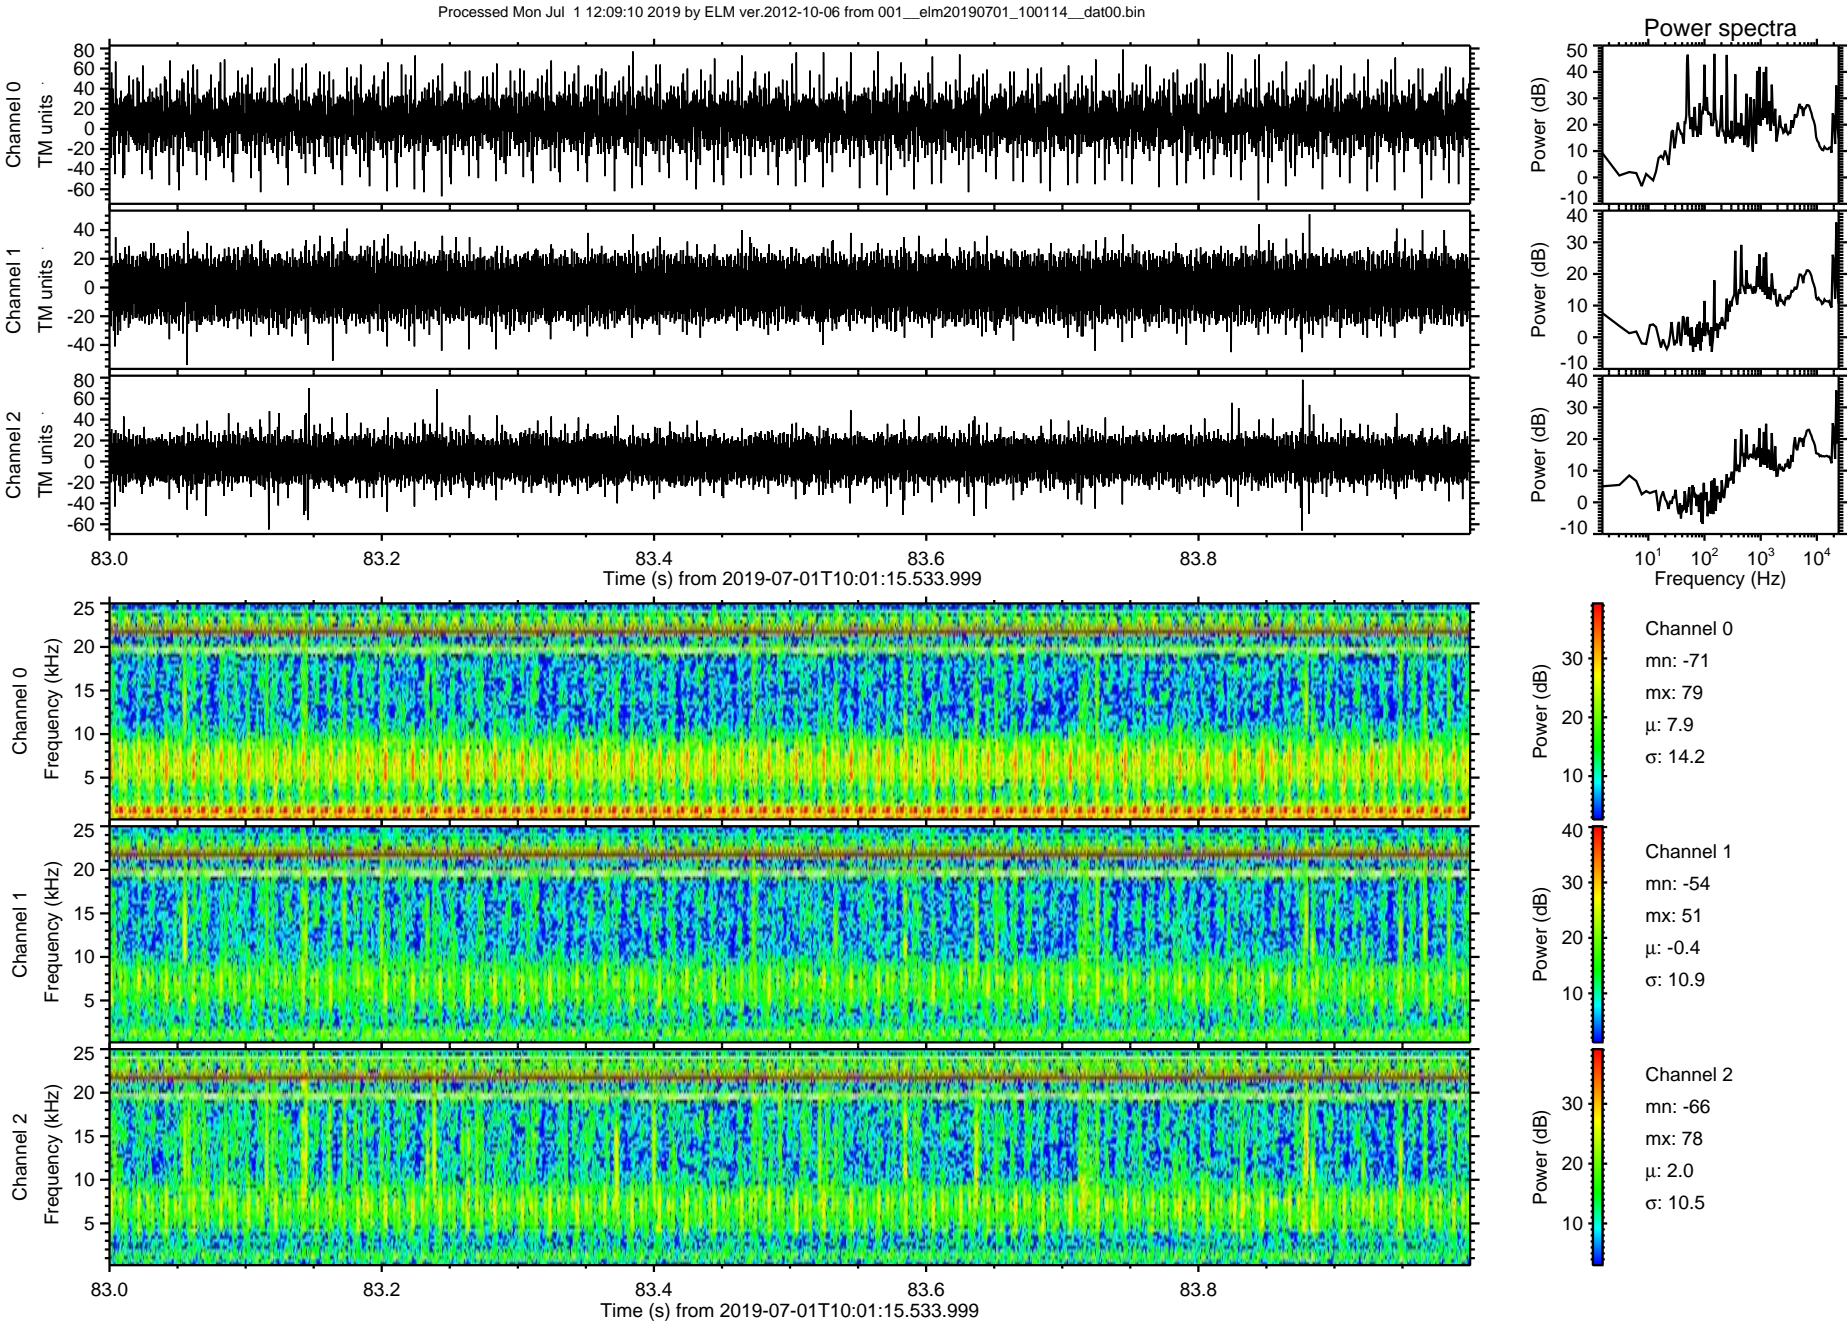 Processed Mon Jul  1 12:09:10 2019 by ELM ver.2012-10-06 from 001__elm20190701_100114__dat00.bin
Power spectra
Channel 0
TM units
80
60
40
20
0
-20
-40
-60
Power (dB)
50
40
30
20
10
0
-10
Channel 1
TM units
40
20
0
-20
-40
Power (dB)
40
30
20
10
0
-10
Channel 2
TM units
80
60
40
20
0
-20
-40
-60
Power (dB)
40
30
20
10
0
-10
83.0 83.2 83.4 83.6 83.8
Time (s) from 2019-07-01T10:01:15.533.999
10¹ 10² 10³ 10⁴
Frequency (Hz)
Channel 0
Frequency (kHz)
25
20
15
10
5
Power (dB)
30
20
10
Channel 0
mn: -71
mx: 79
μ: 7.9
σ: 14.2
Channel 1
Frequency (kHz)
25
20
15
10
5
Power (dB)
40
30
20
10
Channel 1
mn: -54
mx: 51
μ: -0.4
σ: 10.9
Channel 2
Frequency (kHz)
25
20
15
10
5
Power (dB)
30
20
10
Channel 2
mn: -66
mx: 78
μ: 2.0
σ: 10.5
83.0 83.2 83.4 83.6 83.8
Time (s) from 2019-07-01T10:01:15.533.999